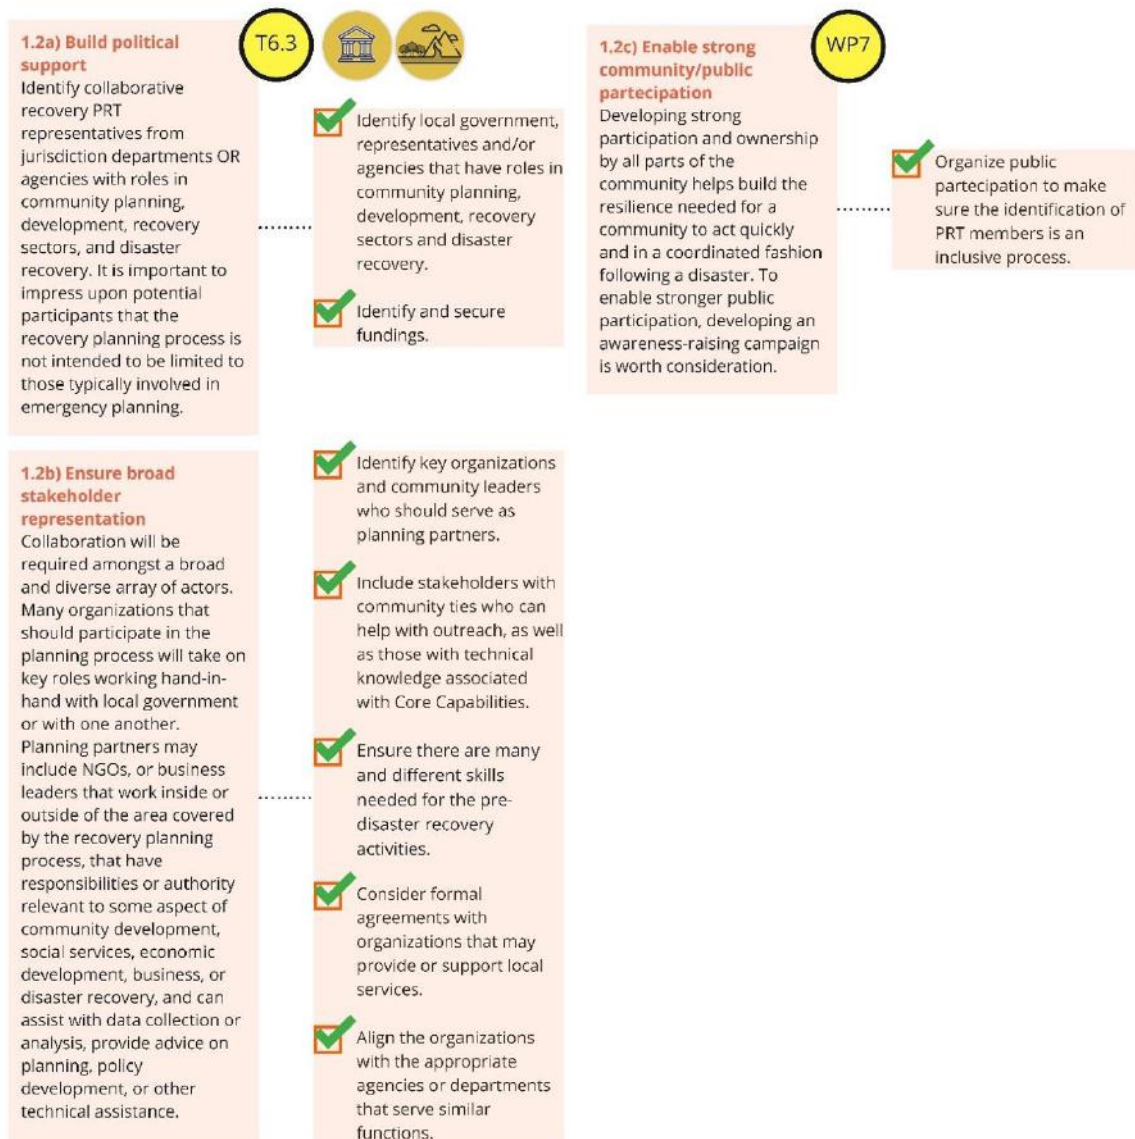 1.2a) Build political
support
Identify collaborative
recovery PRT
representatives from
jurisdiction departments OR
agencies with roles in
community planning,
development, recovery
sectors, and disaster
recovery. It is important to
impress upon potential
participants that the
recovery planning process is
not intended to be limited to
those typically involved in
emergency planning.
T6.3
Identify local government,
representatives and/or
agencies that have roles in
community planning,
development, recovery
sectors and disaster
recovery.
Identify and secure
fundings.
1.2b) Ensure broad
stakeholder
representation
Collaboration will be
required amongst a broad
and diverse array of actors.
Many organizations that
should participate in the
planning process will take on
key roles working hand-in-
hand with local government
or with one another.
Planning partners may
include NGOs, or business
leaders that work inside or
outside of the area covered
by the recovery planning
process, that have
responsibilities or authority
relevant to some aspect of
community development,
social services, economic
development, business, or
disaster recovery, and can
assist with data collection or
analysis, provide advice on
planning, policy
development, or other
technical assistance.
Identify key organizations
and community leaders
who should serve as
planning partners.
Include stakeholders with
community ties who can
help with outreach, as well
as those with technical
knowledge associated
with Core Capabilities.
Ensure there are many
and different skills
needed for the pre-
disaster recovery
activities.
Consider formal
agreements with
organizations that may
provide or support local
services.
Align the organizations
with the appropriate
agencies or departments
that serve similar
functions.
1.2c) Enable strong
community/public
partecipation
Developing strong
participation and ownership
by all parts of the
community helps build the
resilience needed for a
community to act quickly
and in a coordinated fashion
following a disaster. To
enable stronger public
participation, developing an
awareness-raising campaign
is worth consideration.
WP7
Organize public
partecipation to make
sure the identification of
PRT members is an
inclusive process.